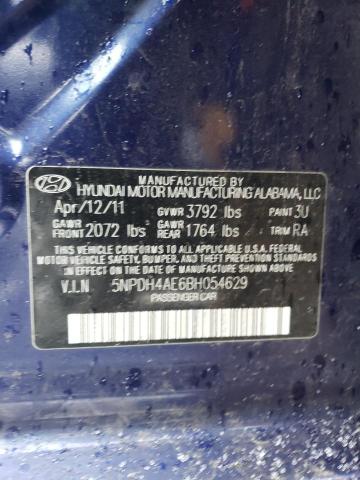 MANUFACTURED BY
HYUNDAI MOTOR MANUFACTURING ALABAMA, LLC
Apr/12/11 GVWR 3792 lbs PAINT 3U
GAWR FRONT 2072 lbs GAWR REAR 1764 lbs TRIM RA
THIS VEHICLE CONFORMS TO ALL APPLICABLE U.S. FEDERAL
MOTOR VEHICLE SAFETY, BUMPER, AND THEFT PREVENTION
STANDARDS IN EFFECT ON THE DATE OF MANUFACTURE SHOWN ABOVE.
V.I.N 5NPDH4AE6BH054629
PASSENGER CAR